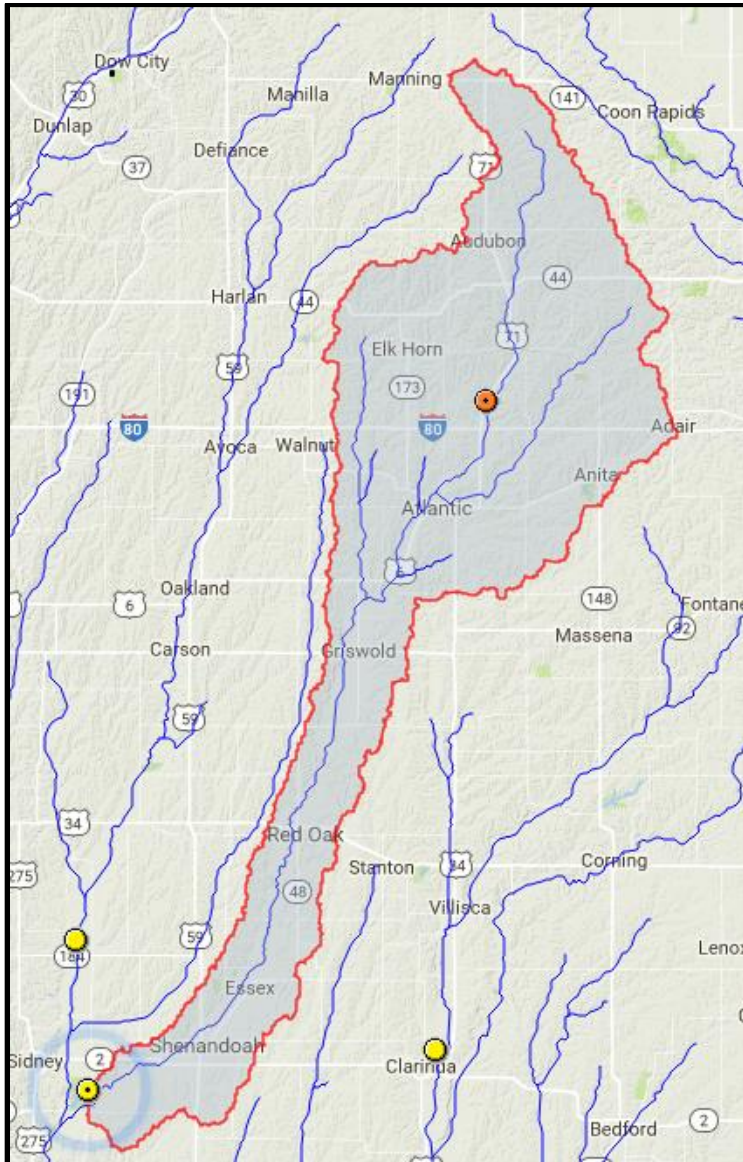 Dow City
30
Manning
Manilla
141
Coon Rapids
Dunlap
Defiance
37
71
Audubon
44
Harlan
44
71
Elk Horn
59
173
191
80
80
Adair
Avoca
Walnut
Anita
Atlantic
6
Oakland
6
148
Fontane
92
Massena
Carson
Griswold
59
34
Red Oak
Stanton
34
Corning
275
48
Villisca
59
184
Lenox
Essex
Shenandoah
Sidney
2
Clarinda
2
Bedford
275